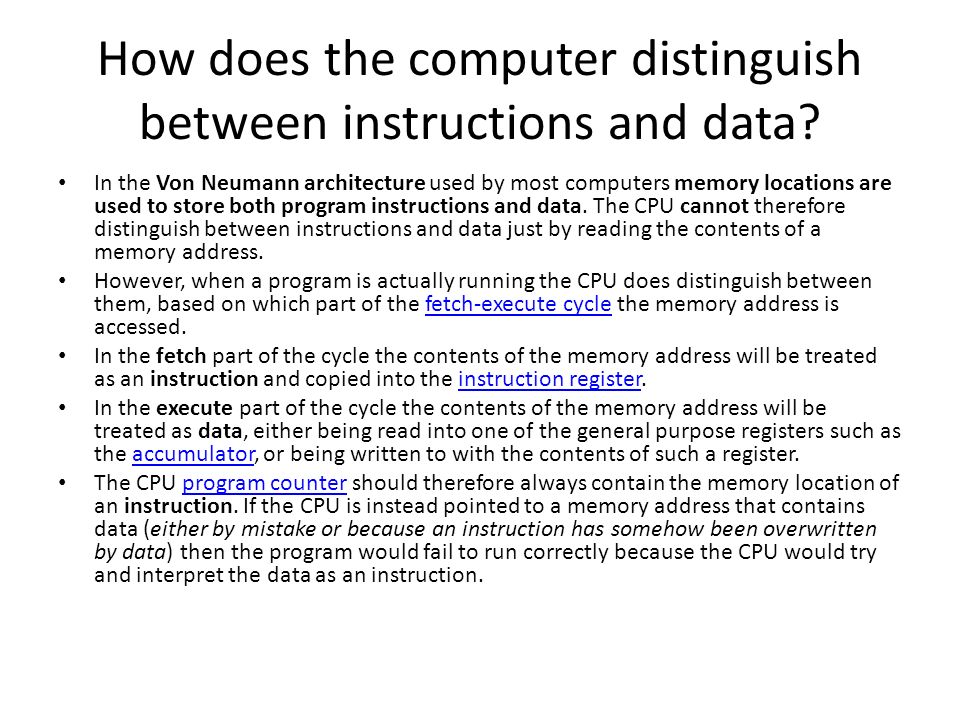 How does the computer distinguish
between instructions and data?
• In the Von Neumann architecture used by most computers memory locations are
used to store both program instructions and data. The CPU cannot therefore
distinguish between instructions and data just by reading the contents of a
memory address.
• However, when a program is actually running the CPU does distinguish between
them, based on which part of the fetch-execute cycle the memory address is
accessed.
• In the fetch part of the cycle the contents of the memory address will be treated
as an instruction and copied into the instruction register.
• In the execute part of the cycle the contents of the memory address will be
treated as data, either being read into one of the general purpose registers such as
the accumulator, or being written to with the contents of such a register.
• The CPU program counter should therefore always contain the memory location of
an instruction. If the CPU is instead pointed to a memory address that contains
data (either by mistake or because an instruction has somehow been overwritten
by data) then the program would fail to run correctly because the CPU would try
and interpret the data as an instruction.